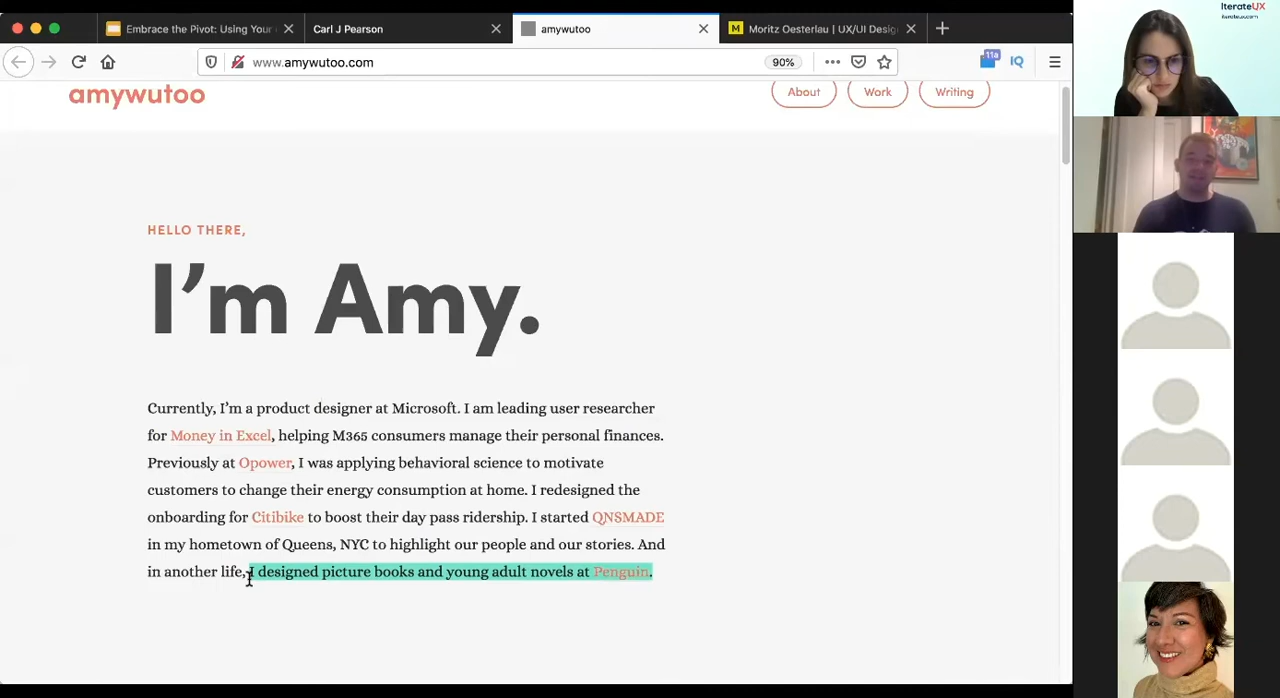 Embrace the Pivot: Using Your
Carl J Pearson
amywutoo
M
Moritz Oesterlau | UX/UI Desig
www.amywutoo.com
90%
11a
IQ
IterateUX
iterateux.com
amywutoo
About
Work
Writing
HELLO THERE,
I'm Amy.
Currently, I'm a product designer at Microsoft. I am leading user researcher
for Money in Excel, helping M365 consumers manage their personal finances.
Previously at Opower, I was applying behavioral science to motivate
customers to change their energy consumption at home. I redesigned the
onboarding for Citibike to boost their day pass ridership. I started QNSMADE
in my hometown of Queens, NYC to highlight our people and our stories. And
in another life, I designed picture books and young adult novels at Penguin.